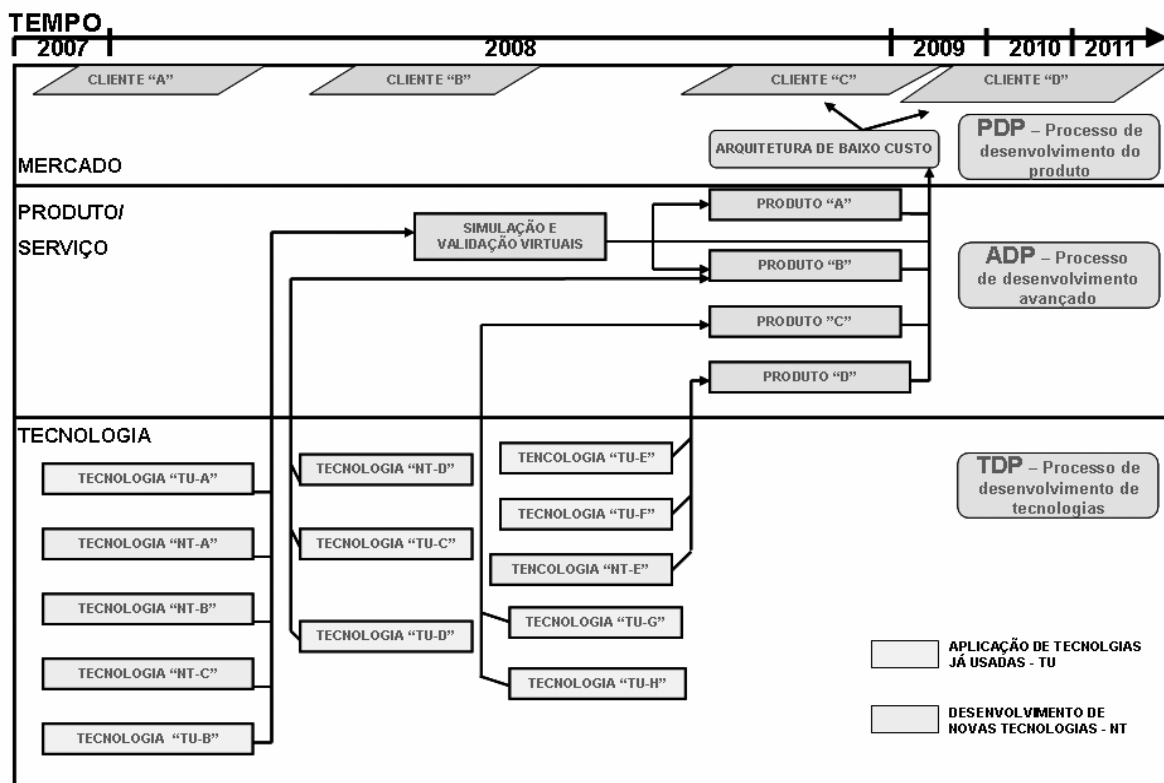 TEMPO
2007
2008
2009
2010
2011
CLIENTE “A”
CLIENTE “B”
CLIENTE “C”
CLIENTE “D”
ARQUITETURA DE BAIXO CUSTO
PDP – Processo de
desenvolvimento do
produto
MERCADO
PRODUTO/
SERVIÇO
SIMULAÇÃO E
VALIDAÇÃO VIRTUAIS
PRODUTO “A”
PRODUTO “B”
PRODUTO “C”
PRODUTO “D”
ADP – Processo
de desenvolvimento
avançado
TECNOLOGIA
TECNOLOGIA “TU-A”
TECNOLOGIA “NT-A”
TECNOLOGIA “NT-B”
TECNOLOGIA “NT-C”
TECNOLOGIA “TU-B”
TECNOLOGIA “NT-D”
TECNOLOGIA “TU-C”
TECNOLOGIA “TU-D”
TENCOLOGIA “TU-E”
TECNOLOGIA “TU-F”
TENCOLOGIA “NT-E”
TECNOLOGIA “TU-G”
TECNOLOGIA “TU-H”
TDP – Processo de
desenvolvimento de
tecnologias
APLICAÇÃO DE TECNOLGIAS
JÁ USADAS - TU
DESENVOLVIMENTO DE
NOVAS TECNOLOGIAS - NT